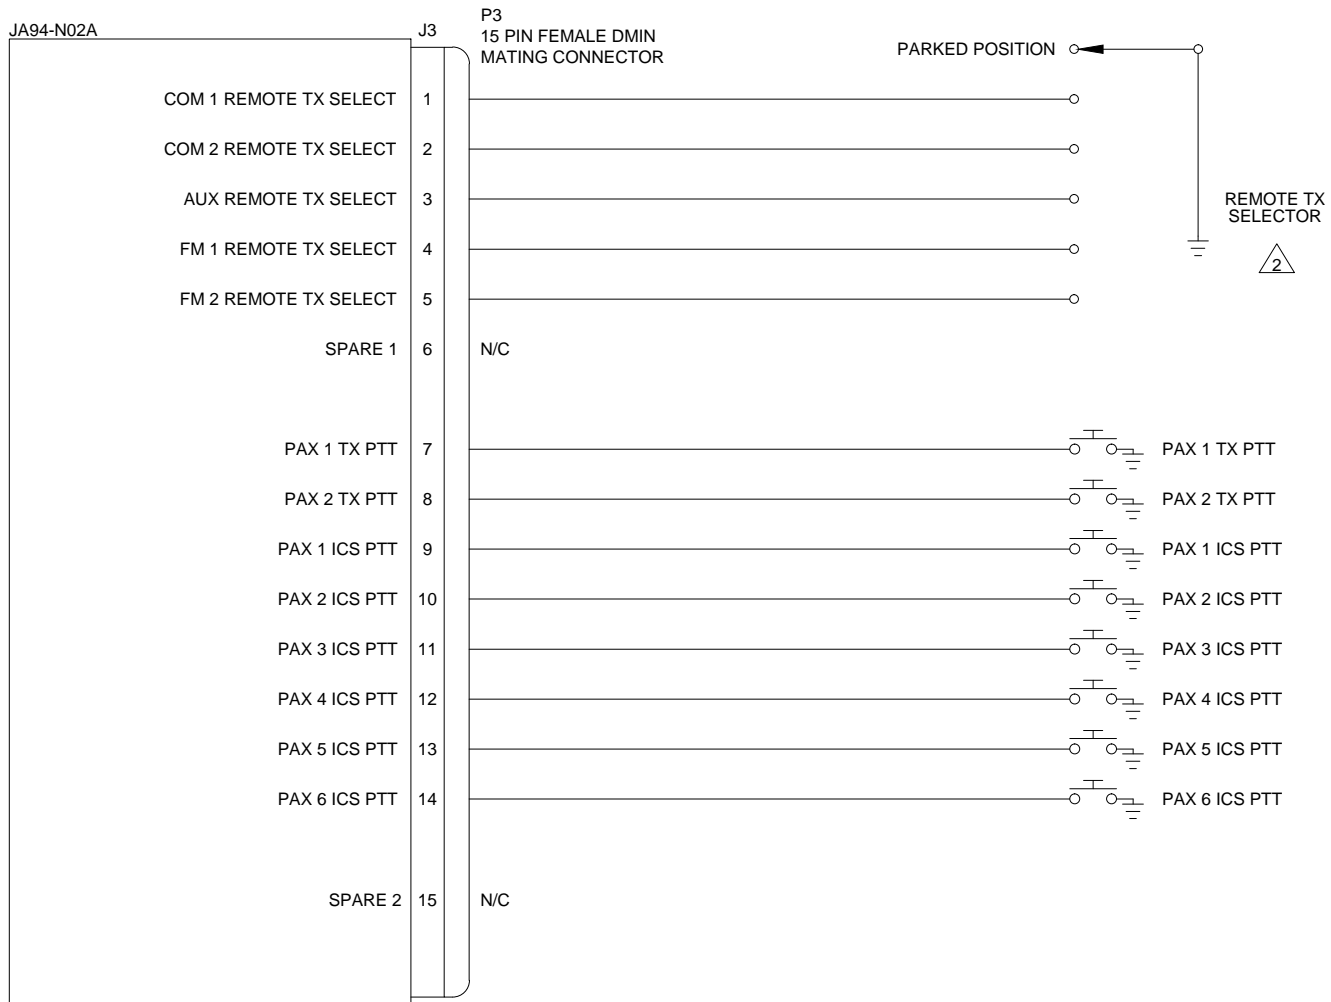 JA94-N02A
J3
P3
15 PIN FEMALE DMIN
MATING CONNECTOR
PARKED POSITION
COM 1 REMOTE TX SELECT 1
COM 2 REMOTE TX SELECT 2
AUX REMOTE TX SELECT 3
REMOTE TX
SELECTOR
FM 1 REMOTE TX SELECT 4
2
FM 2 REMOTE TX SELECT 5
SPARE 1 6 N/C
PAX 1 TX PTT 7 PAX 1 TX PTT
PAX 2 TX PTT 8 PAX 2 TX PTT
PAX 1 ICS PTT 9 PAX 1 ICS PTT
PAX 2 ICS PTT 10 PAX 2 ICS PTT
PAX 3 ICS PTT 11 PAX 3 ICS PTT
PAX 4 ICS PTT 12 PAX 4 ICS PTT
PAX 5 ICS PTT 13 PAX 5 ICS PTT
PAX 6 ICS PTT 14 PAX 6 ICS PTT
SPARE 2 15 N/C